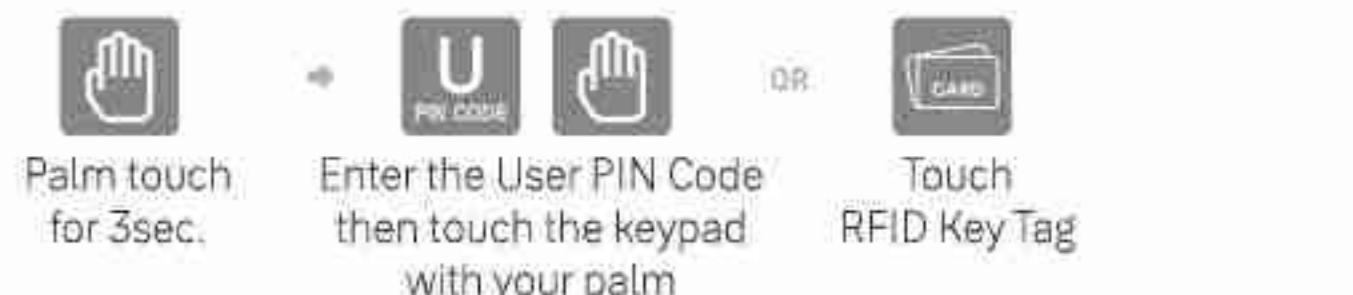 U
PIN CODE
OR
CARD
Palm touch
for 3sec.
Enter the User PIN Code
then touch the keypad
with your palm
Touch
RFID Key Tag